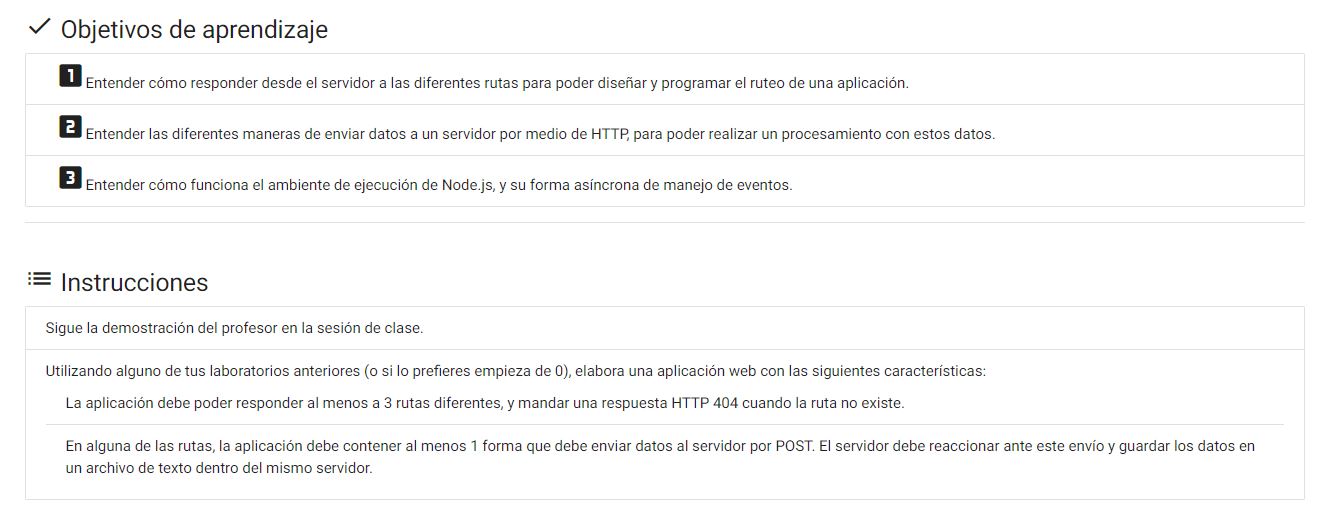 Objetivos de aprendizaje
1 Entender cómo responder desde el servidor a las diferentes rutas para poder diseñar y programar el ruteo de una aplicación.
2 Entender las diferentes maneras de enviar datos a un servidor por medio de HTTP, para poder realizar un procesamiento con estos datos.
3 Entender cómo funciona el ambiente de ejecución de Node.js, y su forma asíncrona de manejo de eventos.
Instrucciones
Sigue la demostración del profesor en la sesión de clase.
Utilizando alguno de tus laboratorios anteriores (o si lo prefieres empieza de 0), elabora una aplicación web con las siguientes características:
La aplicación debe poder responder al menos a 3 rutas diferentes, y mandar una respuesta HTTP 404 cuando la ruta no existe.
En alguna de las rutas, la aplicación debe contener al menos 1 forma que debe enviar datos al servidor por POST. El servidor debe reaccionar ante este envío y guardar los datos en
un archivo de texto dentro del mismo servidor.